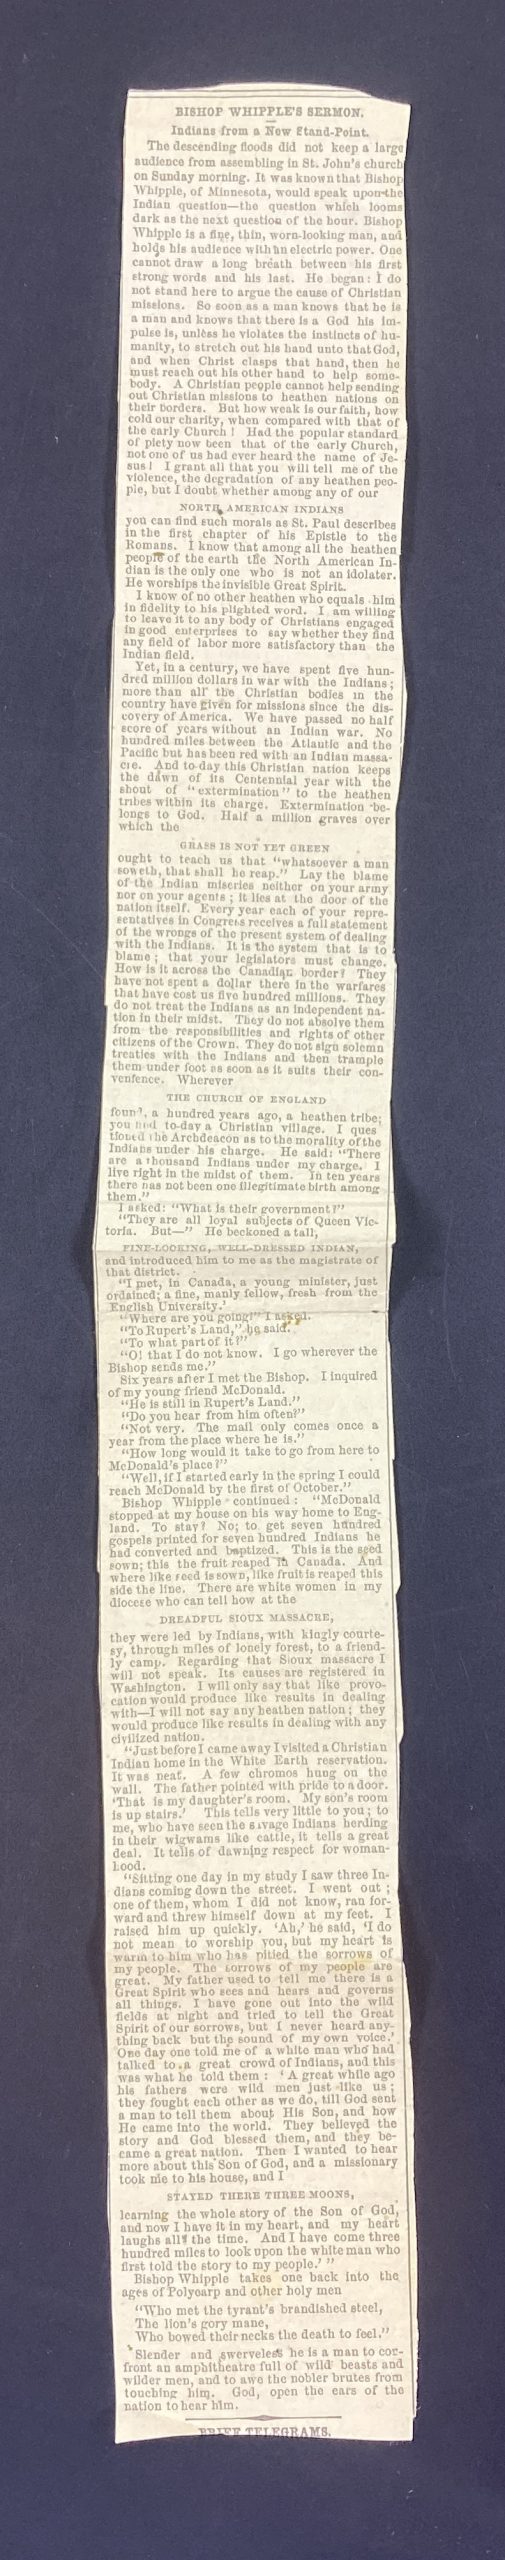 BISHOP WHIPPLE'S SERMON.
Indians from a New Stand-Point.
The descending floods did not keep a large
audience from assembling in St. John's church
on Sunday morning. It was known that Bishop
Whipple, of Minnesota, would speak upon the
Indian question—the question which looms
dark as the next question of the hour. Bishop
Whipple is a fine, thin, worn-looking man, and
holds his audience with an electric power. One
cannot draw a long breath between his first
strong words and his last. He began: I do
not stand here to argue the cause of Christian
missions. So soon as a man knows that he is
a man and knows that there is a God his im-
pulse is, unless he violates the instincts of hu-
manity, to stretch out his hand unto that God,
and when Christ clasps that hand, then he
must reach out his other hand to help some-
body. A Christian people cannot help sending
out Christian missions to heathen nations on
their borders. But how weak is our faith, how
cold our charity, when compared with that of
the early Church! Had the popular standard
of piety now been that of the early Church,
not one of us had ever heard the name of Je-
sus! I grant all that you will tell me of the
violence, the degradation of any heathen peo-
ple, but I doubt whether among any of our
NORTH AMERICAN INDIANS
you can find such morals as St. Paul describes
in the first chapter of his Epistle to the
Romans. I know that among all the heathen
people of the earth the North American In-
dian is the only one who is not an idolater.
He worships the invisible Great Spirit.
I know of no other heathen who equals him
in fidelity to his plighted word. I am willing
to leave it to any body of Christians engaged
in good enterprises to say whether they find
any field of labor more satisfactory than the
Indian field.
Yet, in a century, we have spent five hun-
dred million dollars in war with the Indians;
more than all the Christian bodies in the
country have given for missions since the dis-
covery of America. We have passed no half
score of years without an Indian war. No
hundred miles between the Atlantic and the
Pacific but has been red with an Indian massa-
cre. And to-day this Christian nation keeps
the dawn of its Centennial year with the
shout of "extermination" to the heathen
tribes within its charge. Extermination be-
longs to God. Half a million graves over
which the
GRASS IS NOT YET GREEN
ought to teach us that "whatsoever a man
soweth, that shall he reap." Lay the blame
of the Indian miseries neither on your army
nor on your agents; it lies at the door of the
nation itself. Every year each of your repre-
sentatives in Congress receives a full statement
of the wrongs of the present system of dealing
with the Indians. It is the system that is to
blame; that your legislators must change.
How is it across the Canadian border? They
have not spent a dollar there in the warfares
that have cost us five hundred millions. They
do not treat the Indians as an independent na-
tion in their midst. They do not absolve them
from the responsibilities and rights of other
citizens of the Crown. They do not sign solemn
treaties with the Indians and then trample
them under foot as soon as it suits their con-
venience. Wherever
THE CHURCH OF ENGLAND
found, a hundred years ago, a heathen tribe;
you find to-day a Christian village. I ques
tioned the Archdeacon as to the morality of the
Indians under his charge. He said: "There
are a thousand Indians under my charge. I
live right in the midst of them. In ten years
there has not been one illegitimate birth among
them."
I asked: "What is their government?"
"They are all loyal subjects of Queen Vic-
toria. But—" He beckoned a tall,
FINE-LOOKING, WELL-DRESSED INDIAN,
and introduced him to me as the magistrate of
that district.
"I met, in Canada, a young minister, just
ordained; a fine, manly fellow, fresh from the
English University.'
"Where are you going?" I asked.
"To Rupert's Land," he said.
"To what part of it?"
"O! that I do not know. I go wherever the
Bishop sends me."
Six years after I met the Bishop. I inquired
of my young friend McDonald.
"He is still in Rupert's Land."
"Do you hear from him often?"
"Not very. The mail only comes once a
year from the place where he is."
"How long would it take to go from here to
McDonald's place?"
"Well, if I started early in the spring I could
reach McDonald by the first of October."
Bishop Whipple continued: "McDonald
stopped at my house on his way home to Eng-
land. To stay? No; to get seven hundred
gospels printed for seven hundred Indians he
had converted and baptized. This is the seed
sown; this the fruit reaped in Canada. And
where like seed is sown, like fruit is reaped this
side the line. There are white women in my
diocese who can tell how at the
DREADFUL SIOUX MASSACRE,
they were led by Indians, with kingly courte-
sy, through miles of lonely forest, to a friend-
ly camp. Regarding that Sioux massacre I
will not speak. Its causes are registered in
Washington. I will only say that like provo-
cation would produce like results in dealing
with—I will not say any heathen nation; they
would produce like results in dealing with any
civilized nation.
"Just before I came away I visited a Christian
Indian home in the White Earth reservation.
It was neat. A few chromos hung on the
wall. The father pointed with pride to a door.
'That is my daughter's room. My son's room
is up stairs.' This tells very little to you; to
me, who have seen the savage Indians herding
in their wigwams like cattle, it tells a great
deal. It tells of dawning respect for woman-
hood.
"Sitting one day in my study I saw three In-
dians coming down the street. I went out;
one of them, whom I did not know, ran for-
ward and threw himself down at my feet. I
raised him up quickly. 'Ah,' he said, 'I do
not mean to worship you, but my heart is
warm to him who has pitied the sorrows of
my people. The sorrows of my people are
great. My father used to tell me there is a
Great Spirit who sees and hears and governs
all things. I have gone out into the wild
fields at night and tried to tell the Great
Spirit of our sorrows, but I never heard any-
thing back but the sound of my own voice.'
One day one told me of a white man who had
talked to a great crowd of Indians, and this
was what he told them: 'A great while ago
his fathers were wild men just like us;
they fought each other as we do, till God sent
a man to tell them about His Son, and how
He came into the world. They believed the
story and God blessed them, and they be-
came a great nation. Then I wanted to hear
more about this Son of God, and a missionary
took me to his house, and I
STAYED THERE THREE MOONS,
learning the whole story of the Son of God,
and now I have it in my heart, and my heart
laughs all the time. And I have come three
hundred miles to look upon the white man who
first told the story to my people.' "
Bishop Whipple takes one back into the
ages of Polycarp and other holy men
"Who met the tyrant's brandished steel,
The lion's gory mane,
Who bowed their necks the death to feel."
Slender and swerveless he is a man to con-
front an amphitheatre full of wild beasts and
wilder men, and to awe the nobler brutes from
touching him. God, open the ears of the
nation to hear him.
BRIEF TELEGRAMS.